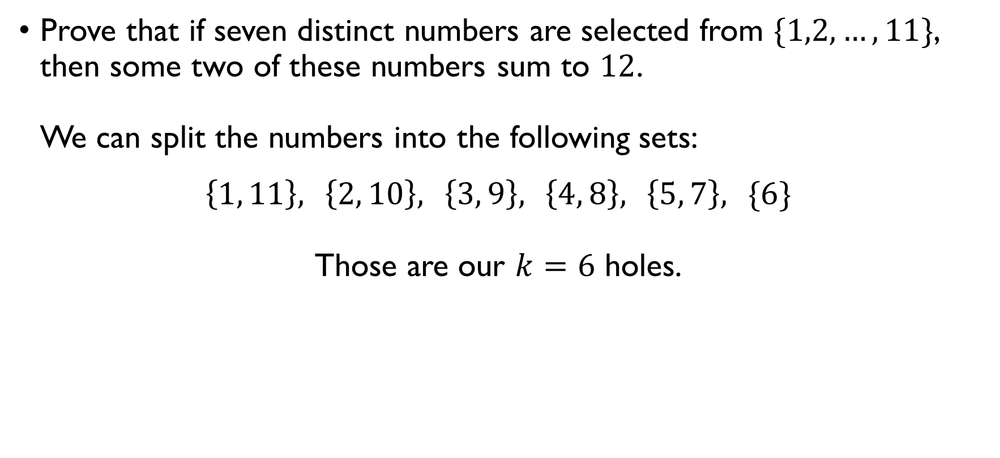 • Prove that if seven distinct numbers are selected from {1,2, … , 11},
then some two of these numbers sum to 12.
We can split the numbers into the following sets:
{1, 11}, {2, 10}, {3, 9}, {4, 8}, {5, 7}, {6}
Those are our k = 6 holes.